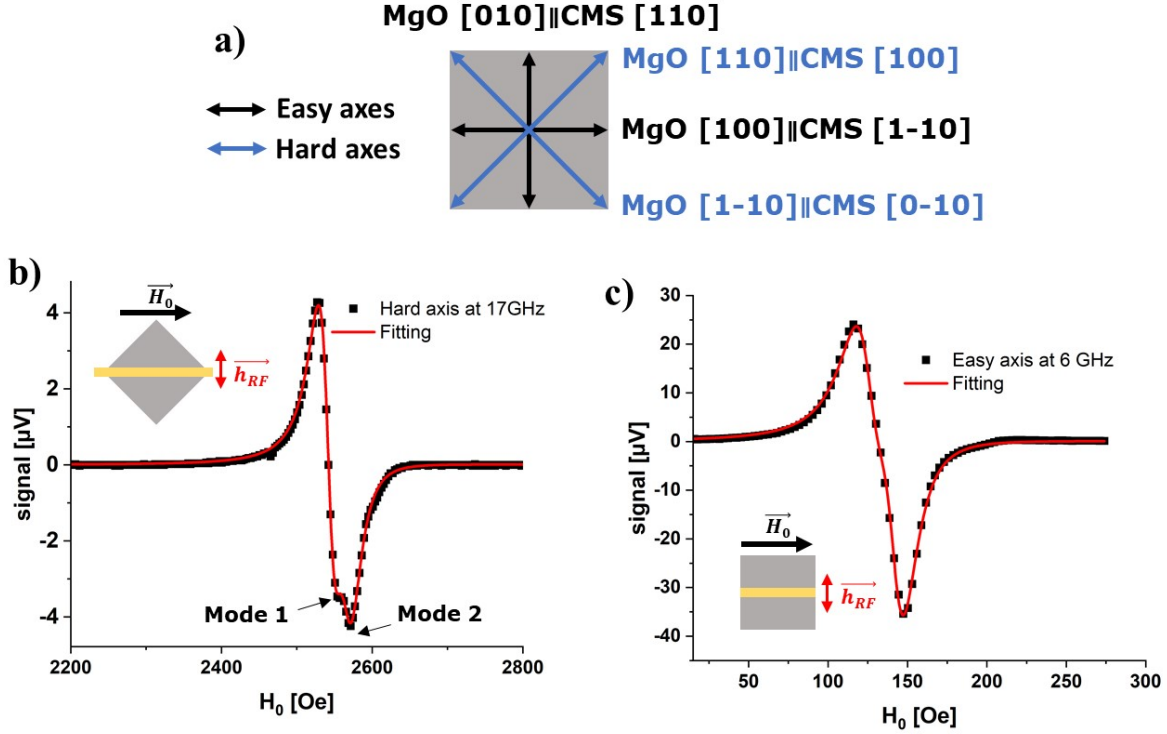 MgO [010]∥CMS [110]
a)
MgO [110]∥CMS [100]
Easy axes
MgO [100]∥CMS [1-10]
Hard axes
MgO [1-10]∥CMS [0-10]
b)
signal [µV]
4
2
0
-2
-4
H₀
h_RF
Hard axis at 17GHz
Fitting
Mode 1
Mode 2
2200 2400 2600 2800
H₀ [Oe]
c)
signal [µV]
30
20
10
0
-10
-20
-30
-40
Easy axis at 6 GHz
Fitting
H₀
h_RF
50 100 150 200 250 300
H₀ [Oe]